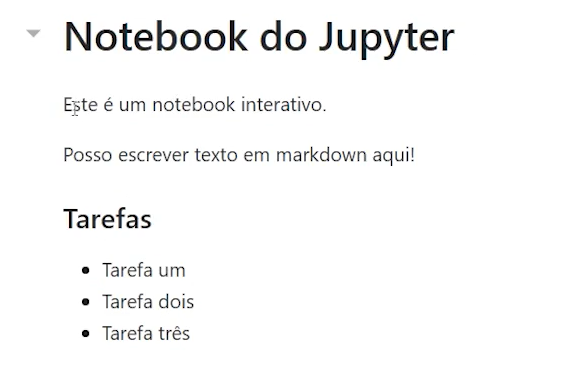 Notebook do Jupyter
Este é um notebook interativo.
Posso escrever texto em markdown aqui!
Tarefas
Tarefa um
Tarefa dois
Tarefa três